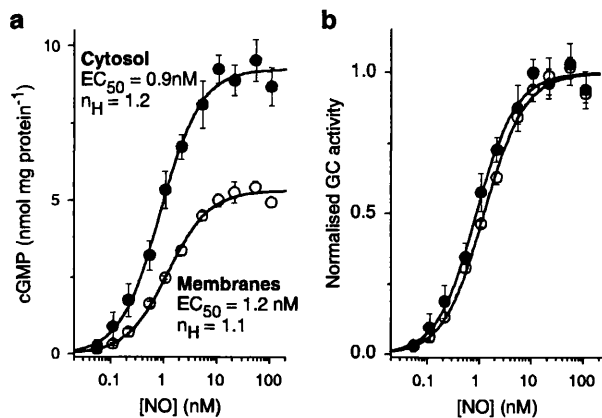 a
cGMP (nmol mg protein⁻¹)
10
5
0
Cytosol
EC₅₀ = 0.9nM
nH = 1.2
Membranes
EC₅₀ = 1.2 nM
nH = 1.1
0.1 1 10 100
[NO] (nM)
b
Normalised GC activity
1.0
0.5
0.0
0.1 1 10 100
[NO] (nM)